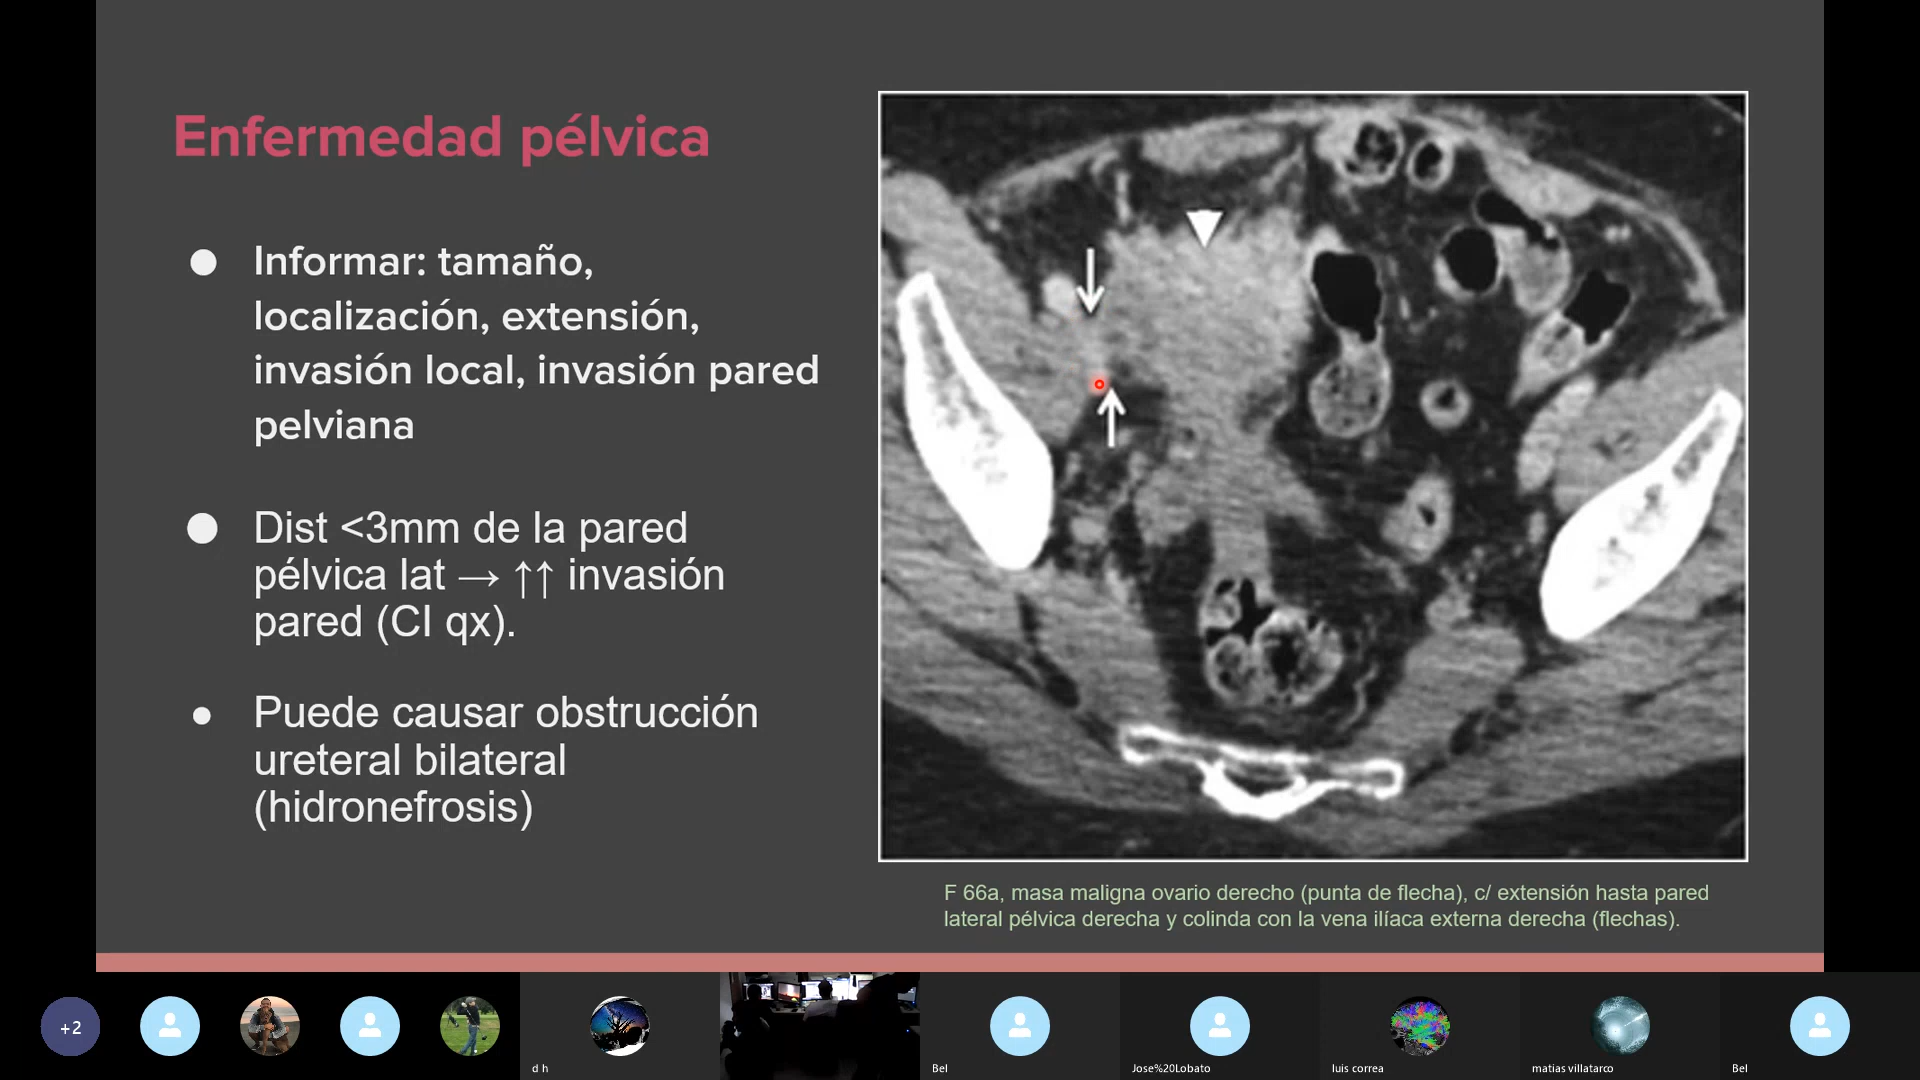 Enfermedad pélvica
● Informar: tamaño,
localización, extensión,
invasión local, invasión pared
pelviana
● Dist <3mm de la pared
pélvica lat → ↑↑ invasión
pared (CI qx).
● Puede causar obstrucción
ureteral bilateral
(hidronefrosis)
F 66a, masa maligna ovario derecho (punta de flecha), c/ extensión hasta pared
lateral pélvica derecha y colinda con la vena ilíaca externa derecha (flechas).
+2
d h
Bel
Jose%20Lobato
luis correa
matias villatarco
Bel